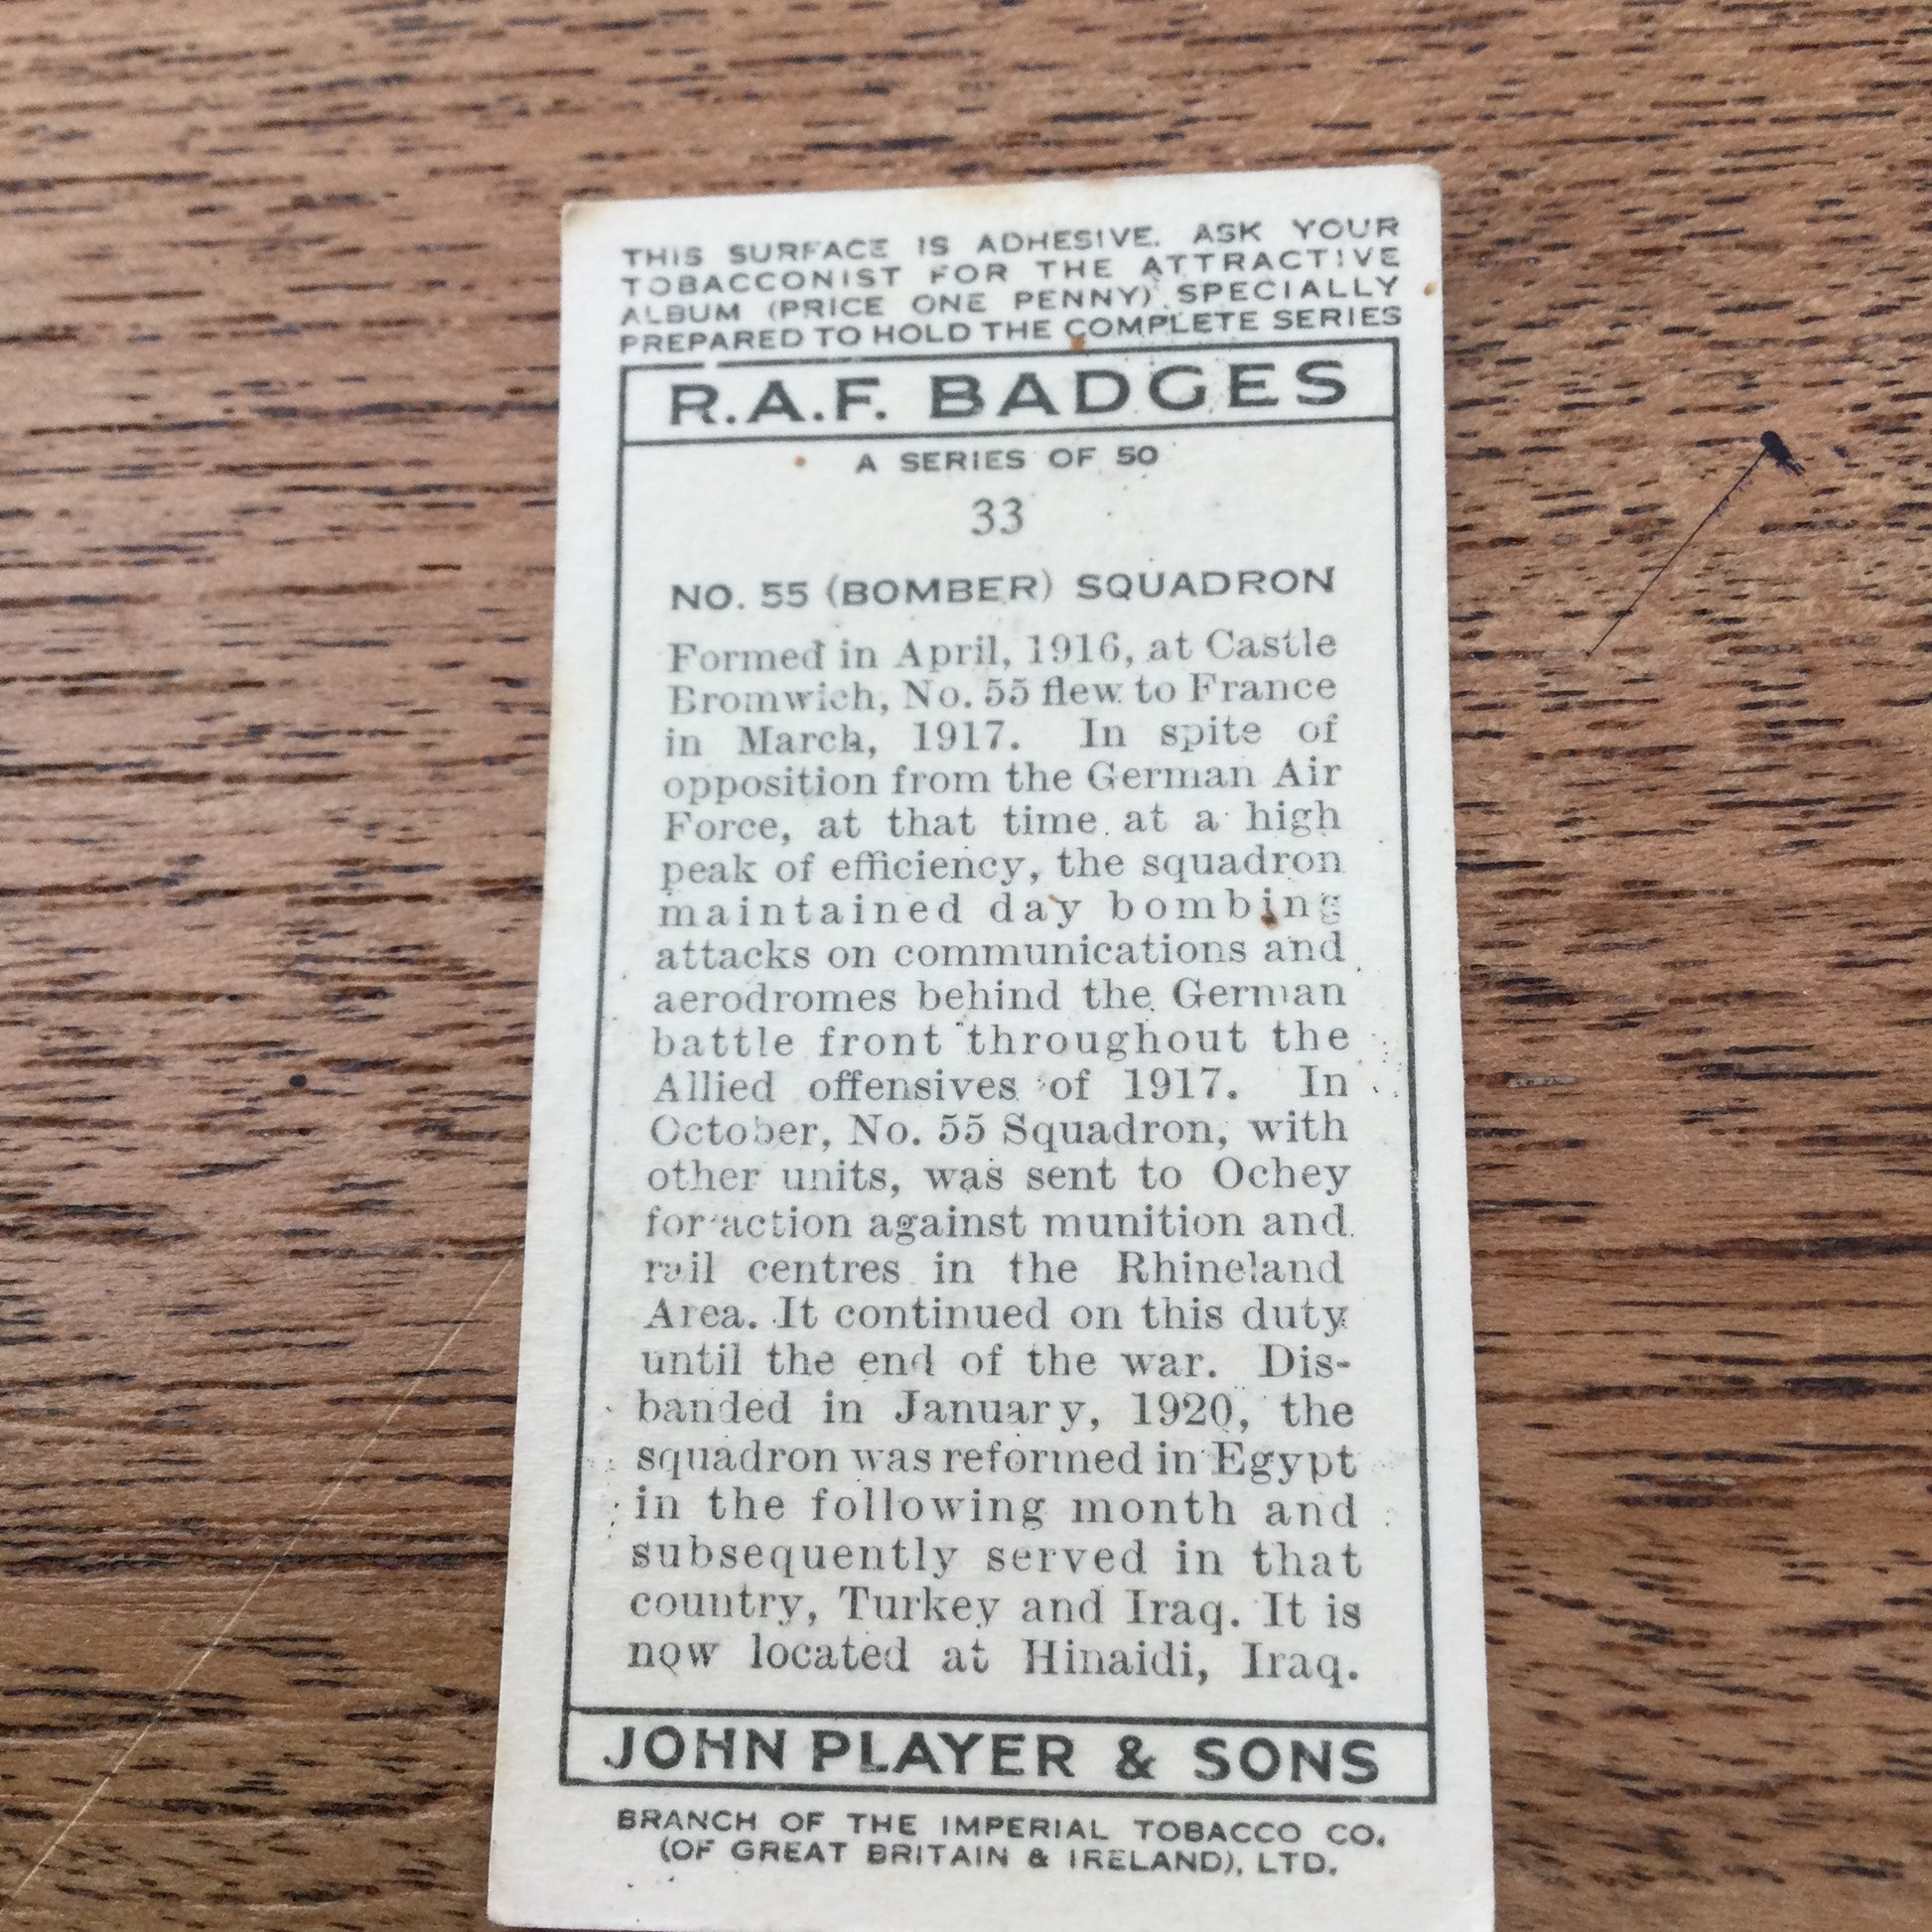 THIS SURFACE IS ADHESIVE. ASK YOUR
TOBACCONIST FOR THE ATTRACTIVE
ALBUM (PRICE ONE PENNY) SPECIALLY
PREPARED TO HOLD THE COMPLETE SERIES
R.A.F. BADGES
A SERIES OF 50
33
NO. 55 (BOMBER) SQUADRON
Formed in April, 1916, at Castle
Bromwich, No. 55 flew to France
in March, 1917. In spite of
opposition from the German Air
Force, at that time at a high
peak of efficiency, the squadron
maintained day bombing
attacks on communications and
aerodromes behind the German
battle front throughout the
Allied offensives of 1917. In
October, No. 55 Squadron, with
other units, was sent to Ochey
for action against munition and
rail centres in the Rhineland
Area. It continued on this duty
until the end of the war. Dis-
banded in January, 1920, the
squadron was reformed in Egypt
in the following month and
subsequently served in that
country, Turkey and Iraq. It is
now located at Hinaidi, Iraq.
JOHN PLAYER & SONS
BRANCH OF THE IMPERIAL TOBACCO CO.
(OF GREAT BRITAIN & IRELAND), LTD.